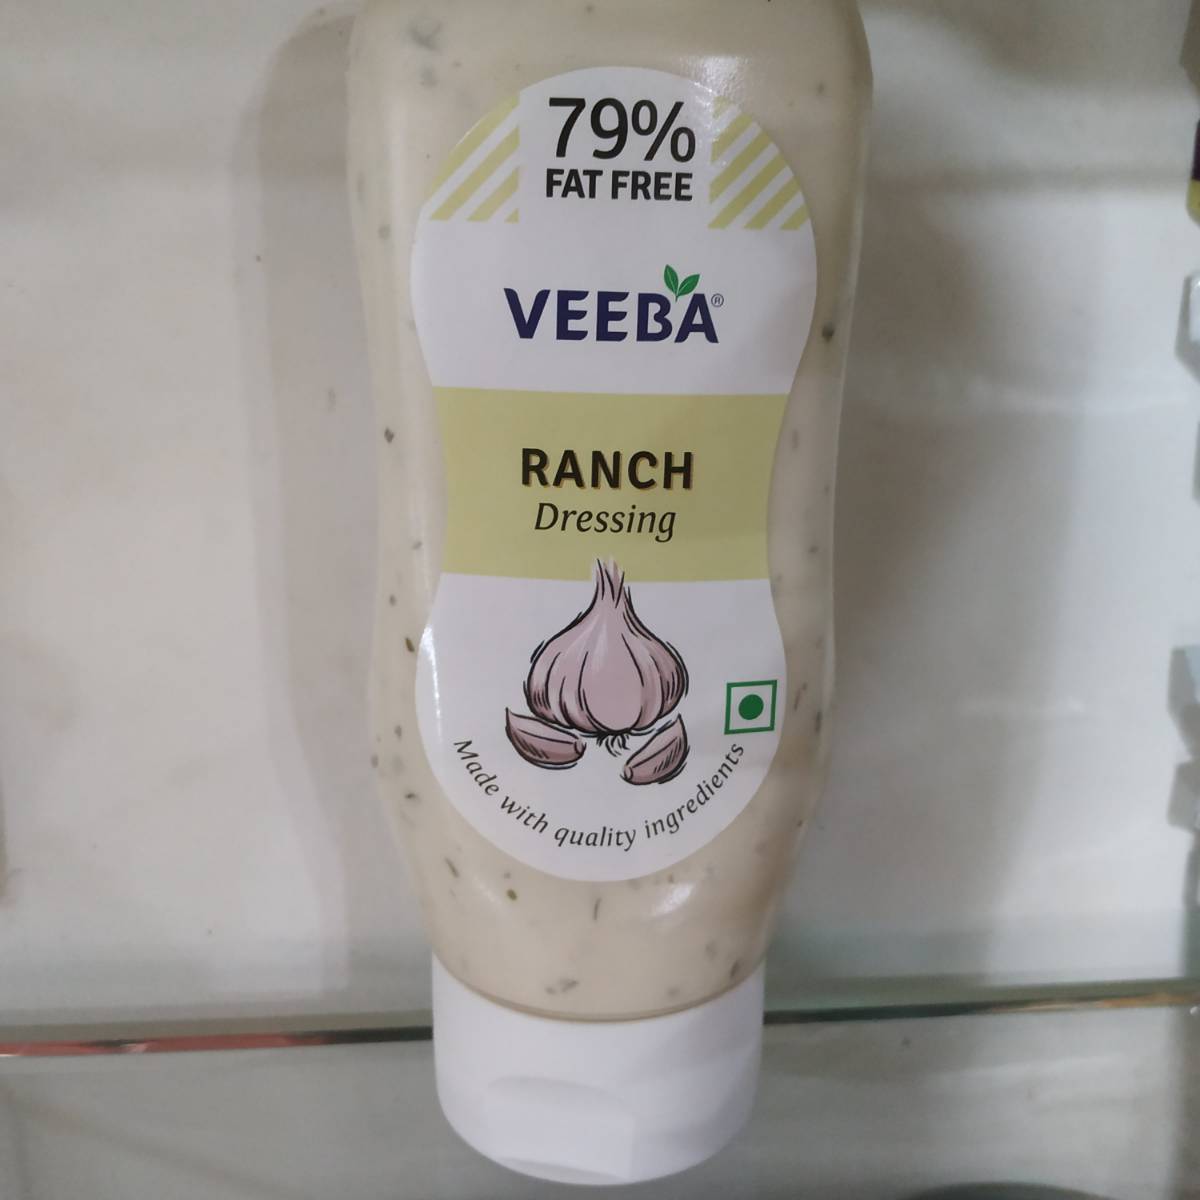 79%
FAT FREE
VEEBA®
RANCH
Dressing
Made with quality ingredients